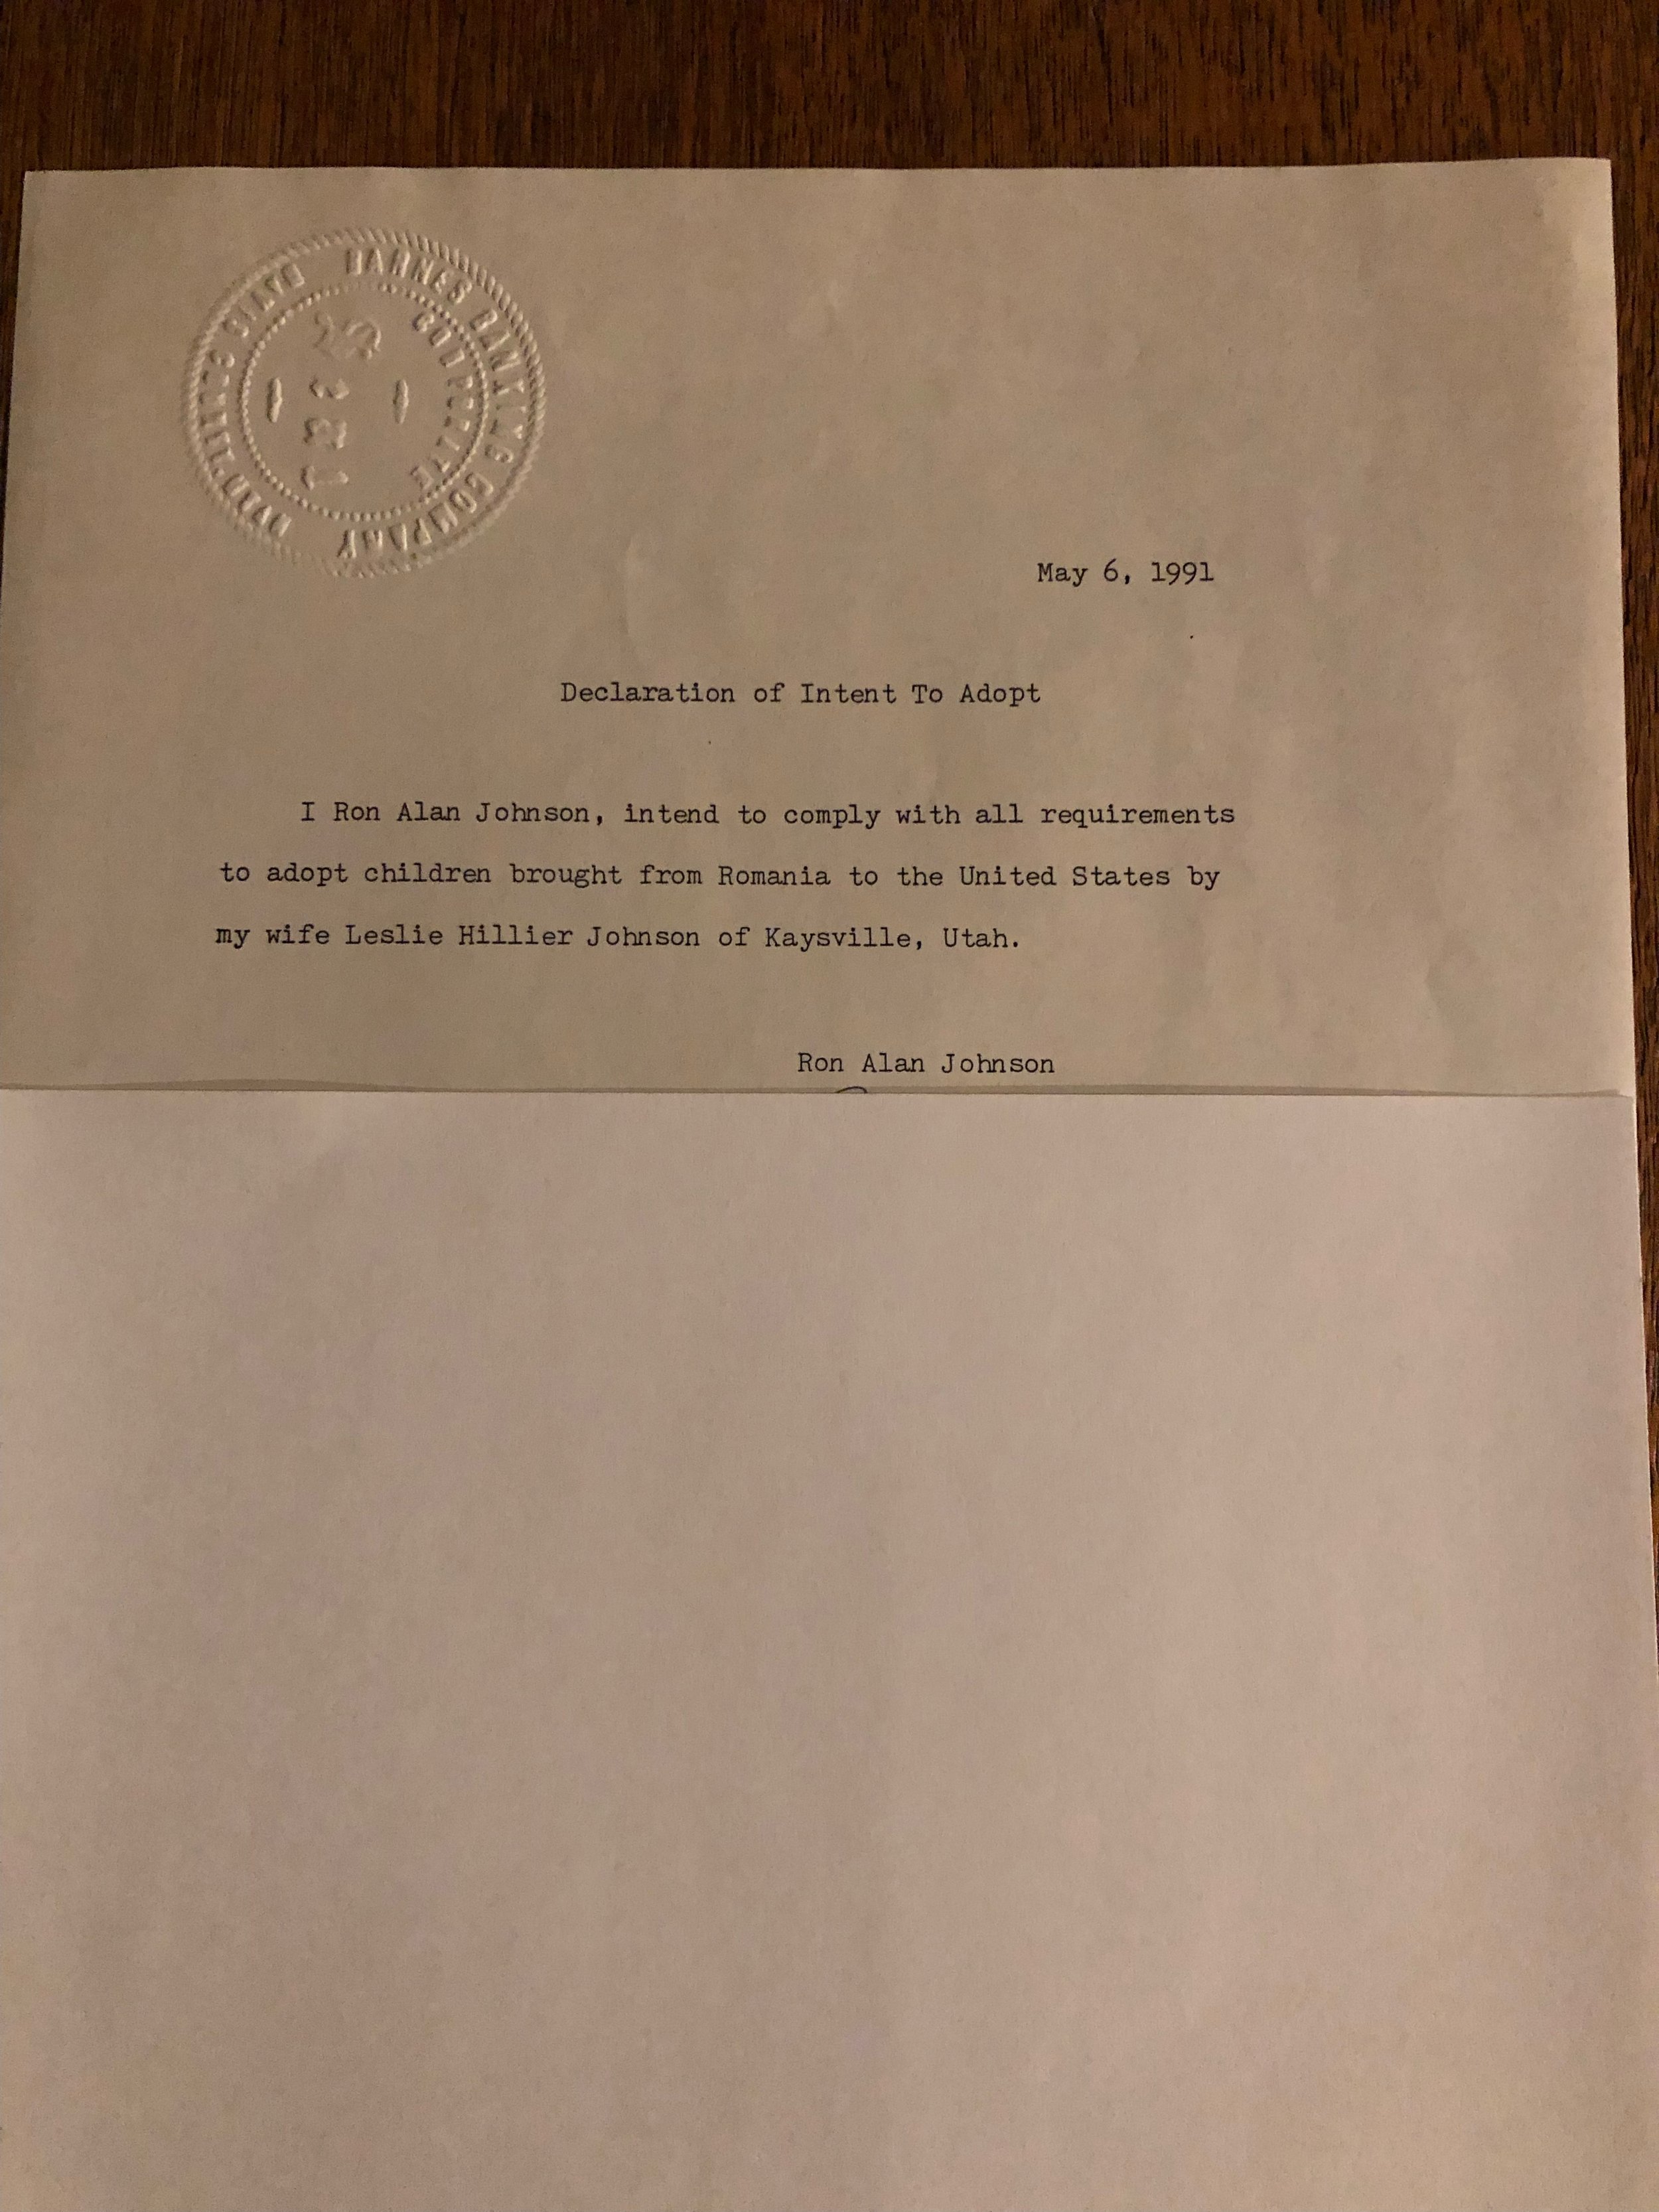 BARNES BANKING COMPANY
CORPORATE
May 6, 1991
Declaration of Intent To Adopt
I Ron Alan Johnson, intend to comply with all requirements
to adopt children brought from Romania to the United States by
my wife Leslie Hillier Johnson of Kaysville, Utah.
Ron Alan Johnson